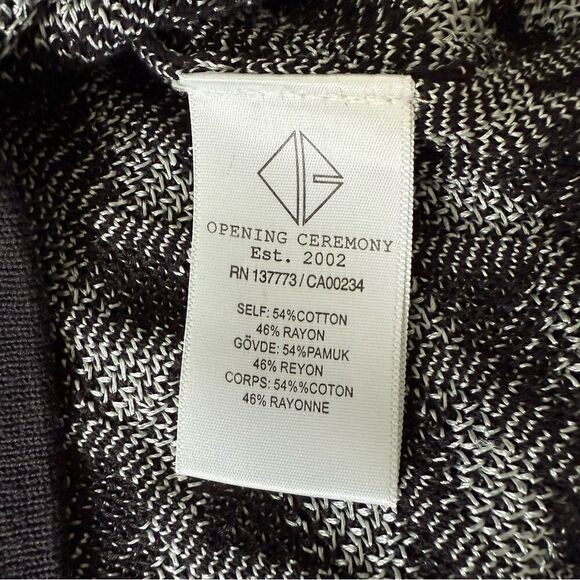 OPENING CEREMONY
Est. 2002
RN 137773 / CA00234
SELF: 54%COTTON
46% RAYON
GÖVDE: 54%PAMUK
46% REYON
CORPS: 54%%COTON
46% RAYONNE